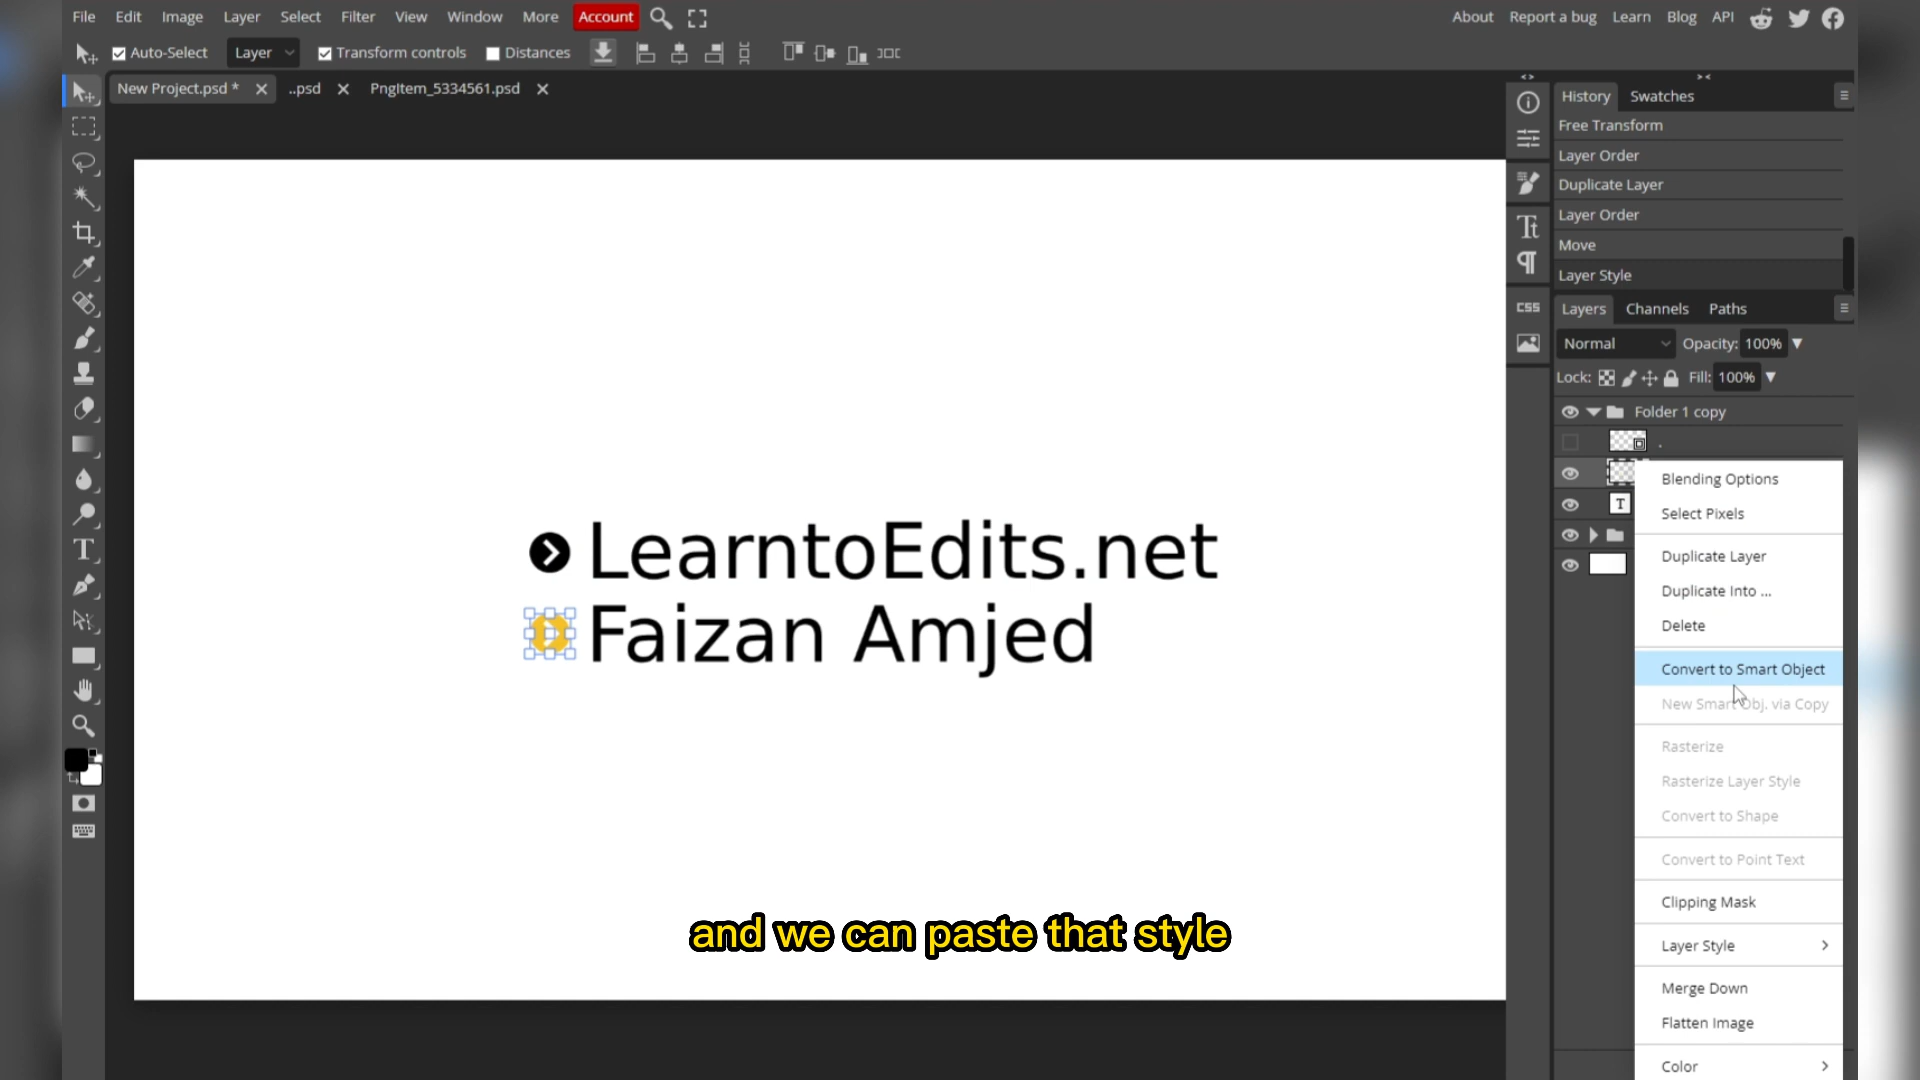 File Edit Image Layer Select Filter View Window More Account About Report a bug Learn Blog API
Auto-Select Layer Transform controls Distances
New Project.psd * ..psd PngItem_5334561.psd
History Swatches
Free Transform
Layer Order
Duplicate Layer
Layer Order
Move
Layer Style
CSS
Layers Channels Paths
Normal Opacity: 100%
Lock: Fill: 100%
Folder 1 copy
.
Blending Options
Select Pixels
Duplicate Layer
Duplicate Into ...
Delete
Convert to Smart Object
New Smart Obj. via Copy
Rasterize
Rasterize Layer Style
Convert to Shape
Convert to Point Text
Clipping Mask
Layer Style
Merge Down
Flatten Image
Color
LearntoEdits.net
Faizan Amjed
and we can paste that style